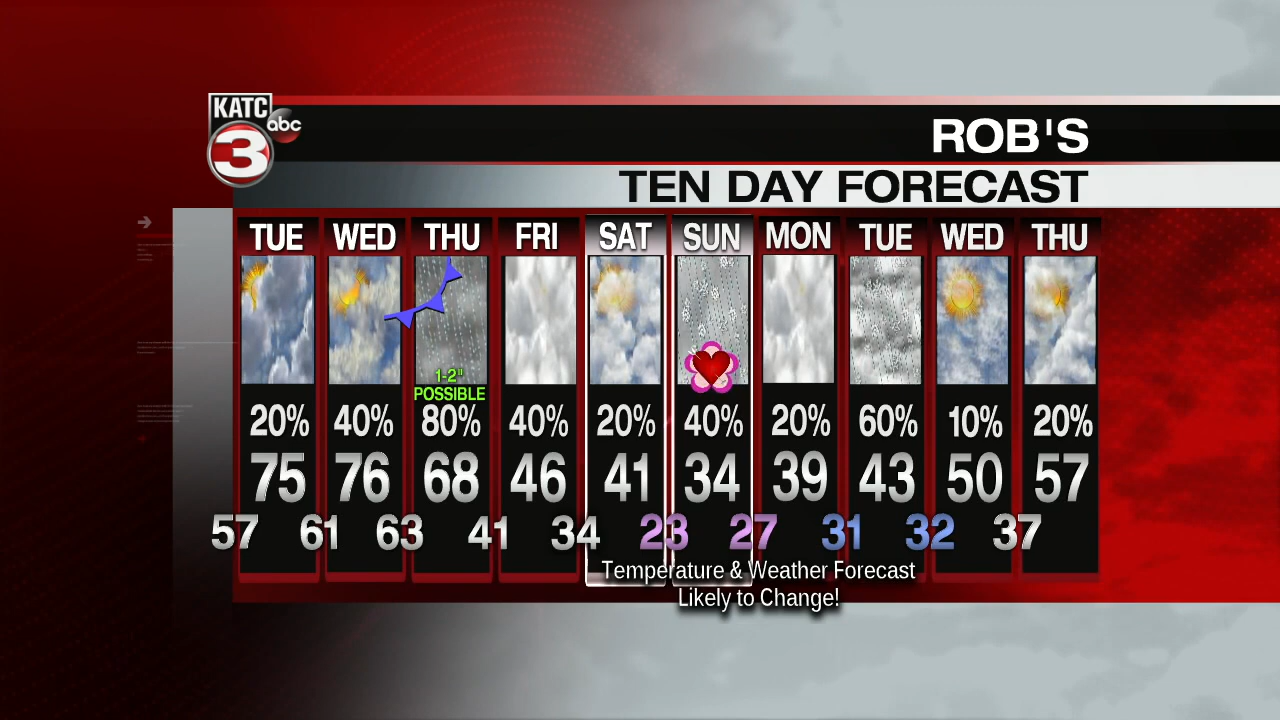 KATC
abc
3
ROB'S
TEN DAY FORECAST
TUE WED THU FRI SAT SUN MON TUE WED THU
1-2"
POSSIBLE
20% 40% 80% 40% 20% 40% 20% 60% 10% 20%
75 76 68 46 41 34 39 43 50 57
57 61 63 41 34 23 27 31 32 37
Temperature & Weather Forecast
Likely to Change!